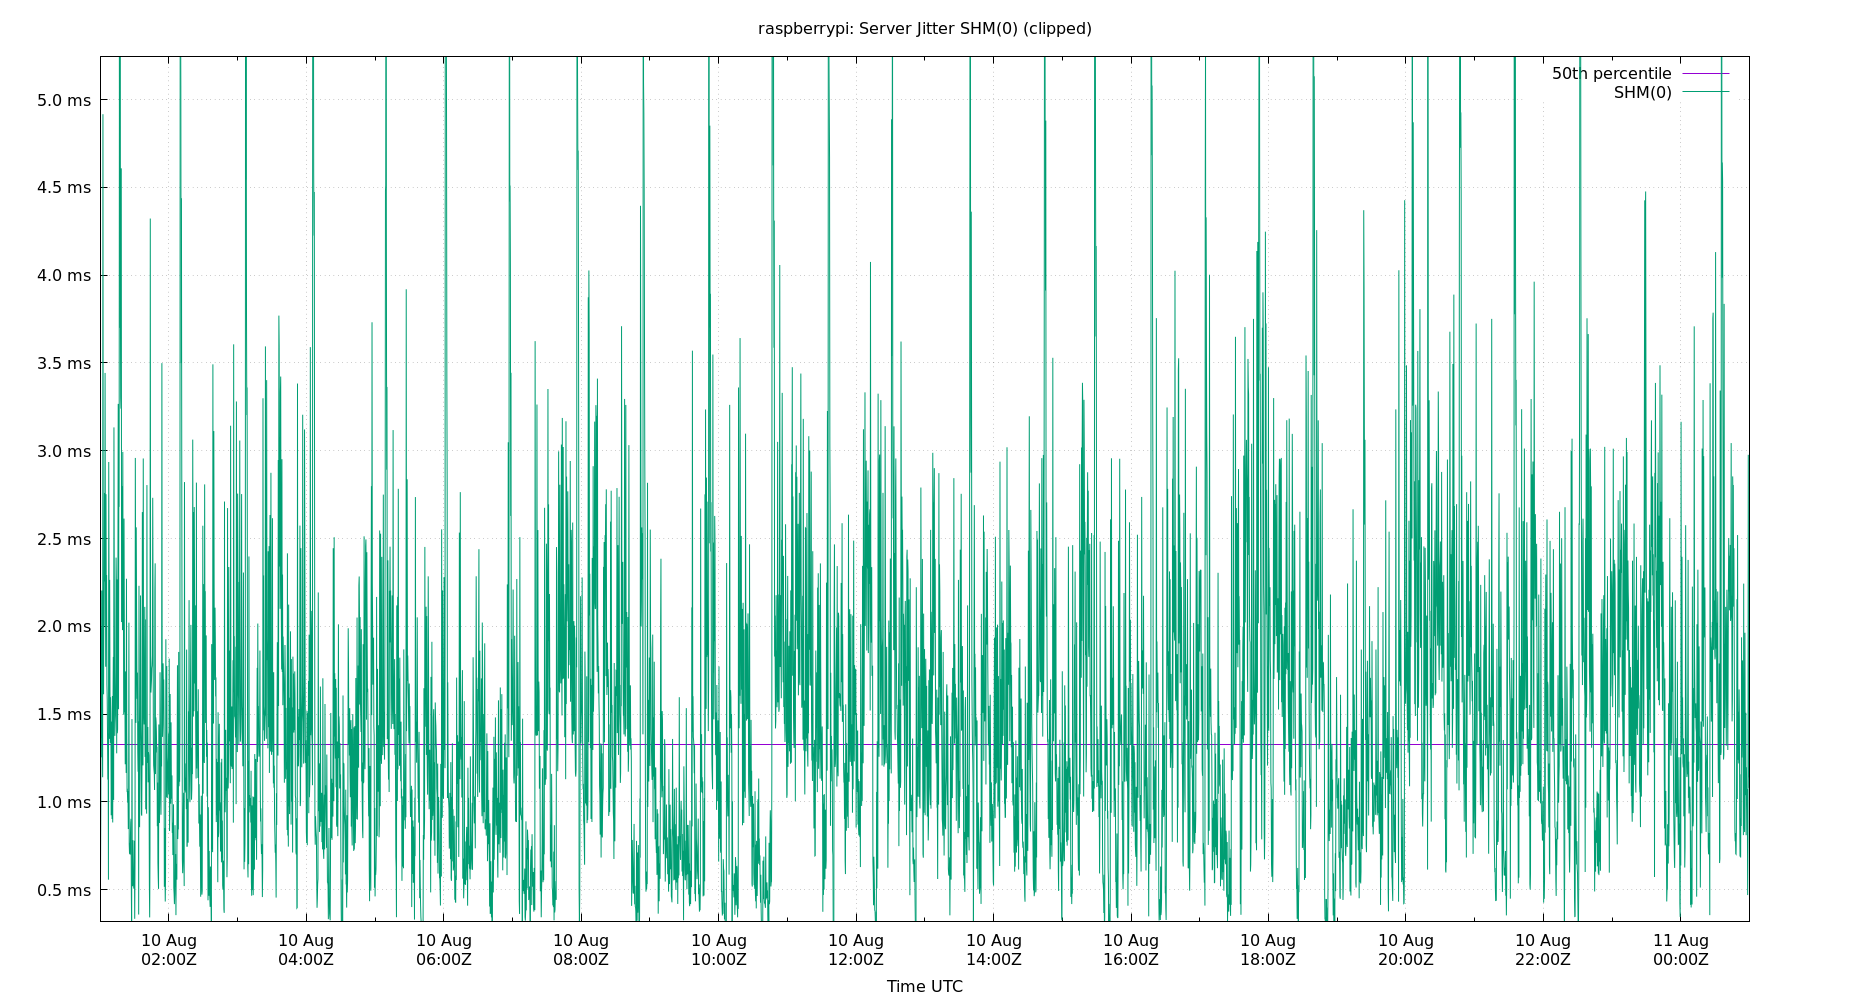 raspberrypi: Server Jitter SHM(0) (clipped)
50th percentile
SHM(0)
5.0 ms
4.5 ms
4.0 ms
3.5 ms
3.0 ms
2.5 ms
2.0 ms
1.5 ms
1.0 ms
0.5 ms
10 Aug 10 Aug 10 Aug 10 Aug 10 Aug 10 Aug 10 Aug 10 Aug 10 Aug 10 Aug 10 Aug 11 Aug
02:00Z 04:00Z 06:00Z 08:00Z 10:00Z 12:00Z 14:00Z 16:00Z 18:00Z 20:00Z 22:00Z 00:00Z
Time UTC